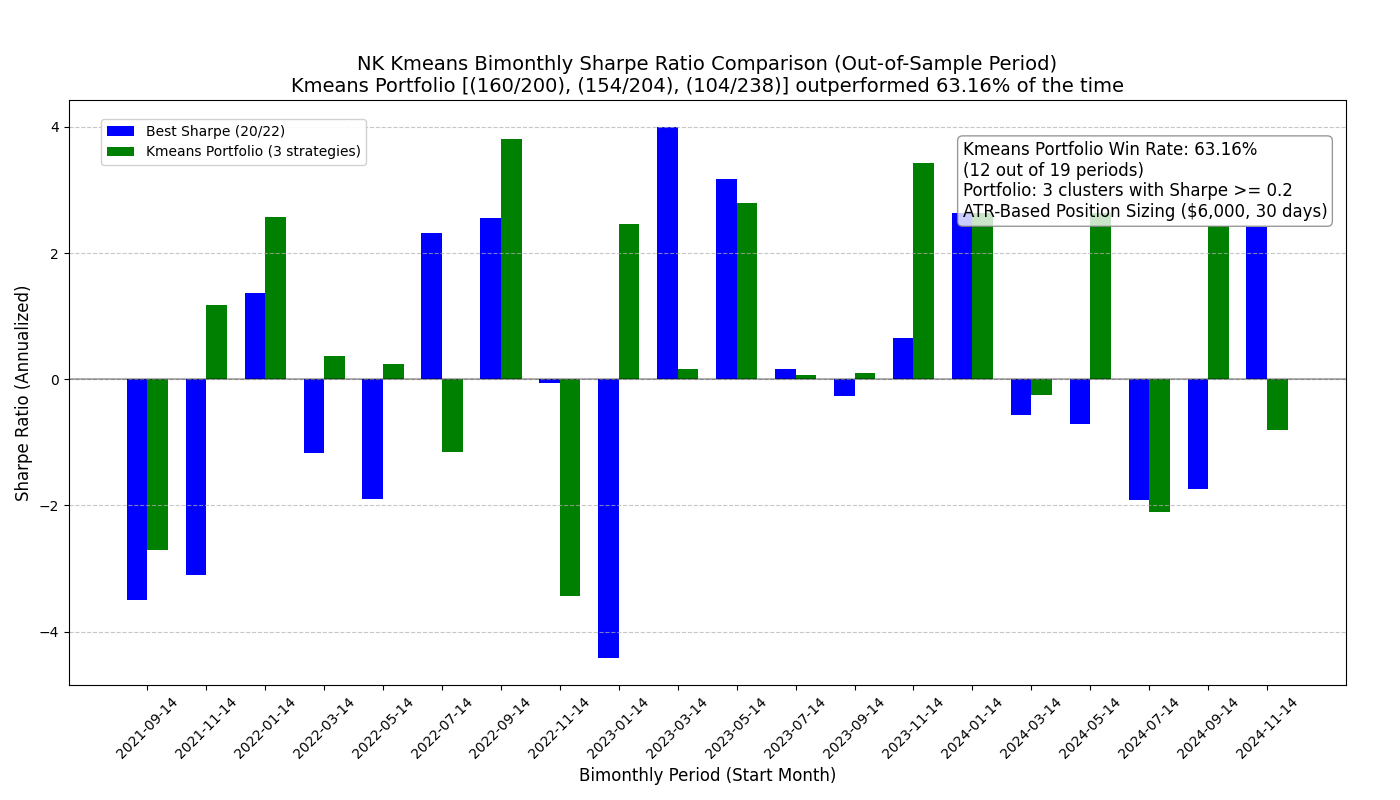 NK Kmeans Bimonthly Sharpe Ratio Comparison (Out-of-Sample Period)
Kmeans Portfolio [(160/200), (154/204), (104/238)] outperformed 63.16% of the time
Best Sharpe (20/22)
Kmeans Portfolio (3 strategies)
Kmeans Portfolio Win Rate: 63.16%
(12 out of 19 periods)
Portfolio: 3 clusters with Sharpe >= 0.2
ATR-Based Position Sizing ($6,000, 30 days)
Sharpe Ratio (Annualized)
4
2
0
−2
−4
2021-09-14
2021-11-14
2022-01-14
2022-03-14
2022-05-14
2022-07-14
2022-09-14
2022-11-14
2023-01-14
2023-03-14
2023-05-14
2023-07-14
2023-09-14
2023-11-14
2024-01-14
2024-03-14
2024-05-14
2024-07-14
2024-09-14
2024-11-14
Bimonthly Period (Start Month)